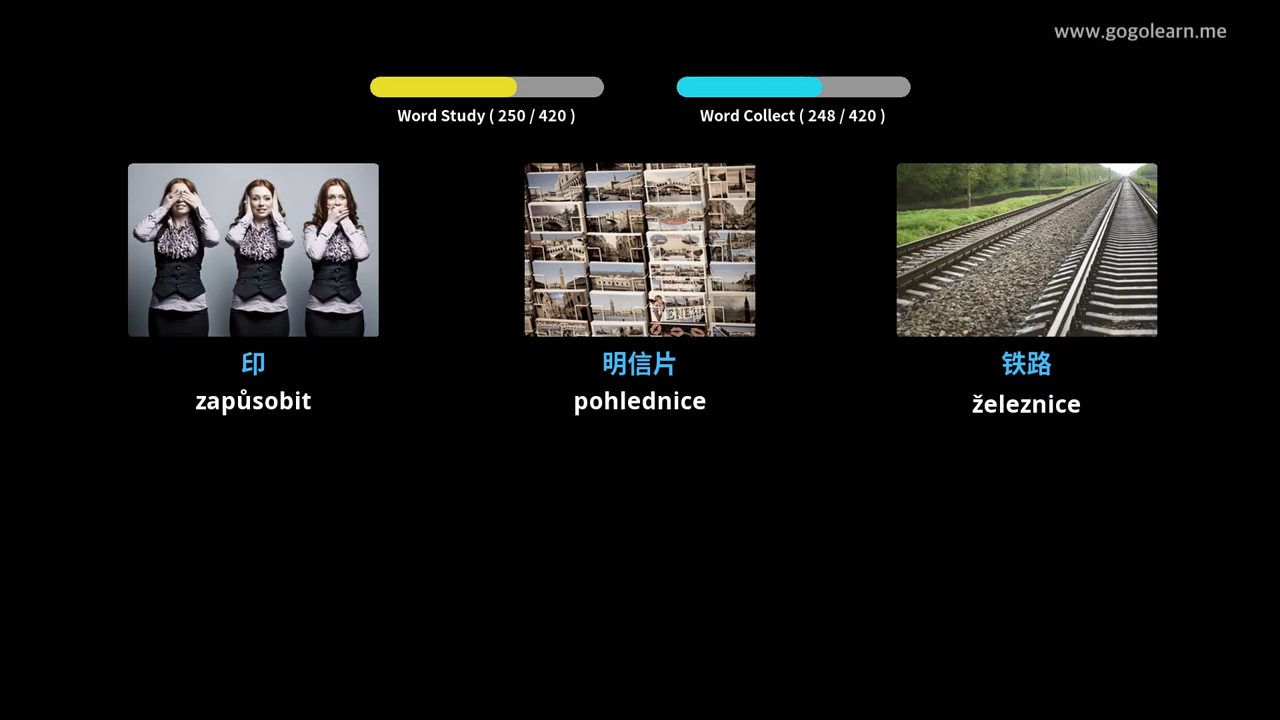 www.gogolearn.me
Word Study ( 250 / 420 )
Word Collect ( 248 / 420 )
印
明信片
铁路
zapůsobit
pohlednice
železnice